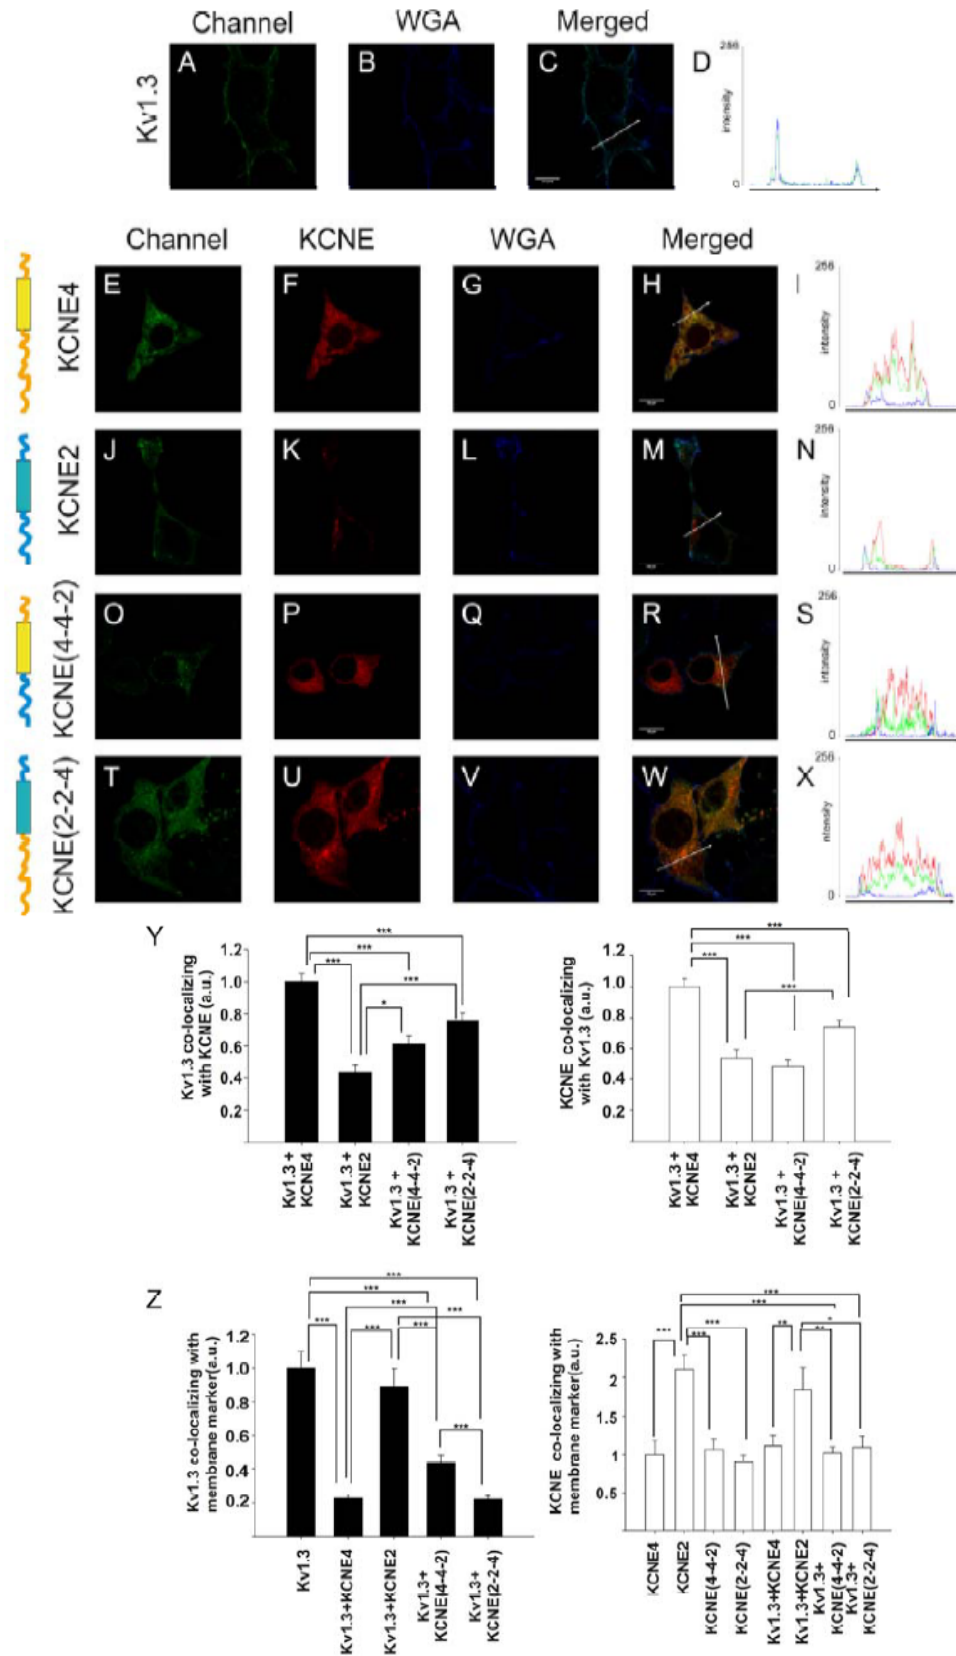 Channel WGA Merged
Kv1.3
A B C D
256
intensity
0
Channel KCNE WGA Merged
KCNE4
E F G H I
256
intensity
0
KCNE2
J K L M N
256
intensity
0
KCNE(4-4-2)
O P Q R S
256
intensity
0
KCNE(2-2-4)
T U V W X
256
intensity
0
Y
Kv1.3 co-localizing
with KCNE (a.u.)
1.2
1.0
0.8
0.6
0.4
0.2
***
***
***
***
*
Kv1.3 +
KCNE4
Kv1.3 +
KCNE2
Kv1.3 +
KCNE(4-4-2)
Kv1.3 +
KCNE(2-2-4)
KCNE co-localizing
with Kv1.3 (a.u.)
1.2
1.0
0.8
0.6
0.4
0.2
***
***
***
***
Kv1.3 +
KCNE4
Kv1.3 +
KCNE2
Kv1.3 +
KCNE(4-4-2)
Kv1.3 +
KCNE(2-2-4)
Z
Kv1.3 co-localizing with
membrane marker(a.u.)
1.2
1.0
0.8
0.6
0.4
0.2
***
***
***
***
***
***
***
***
Kv1.3
Kv1.3+KCNE4
Kv1.3+KCNE2
Kv1.3+
KCNE(4-4-2)
Kv1.3+
KCNE(2-2-4)
KCNE co-localizing with
membrane marker(a.u.)
2.5
2
1.5
1
0.5
***
***
***
***
***
**
*
**
KCNE4
KCNE2
KCNE(4-4-2)
KCNE(2-2-4)
Kv1.3+KCNE4
Kv1.3+KCNE2
Kv1.3+
KCNE(4-4-2)
Kv1.3+
KCNE(2-2-4)